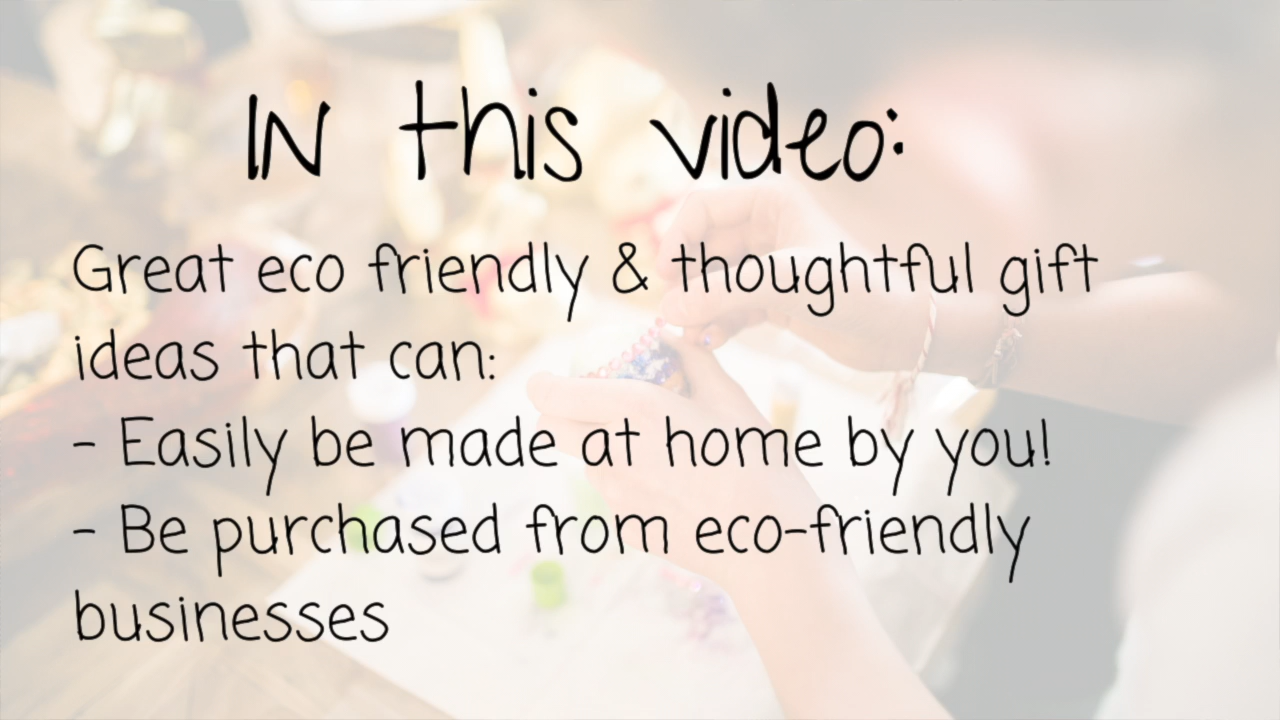 IN this video:
Great eco friendly & thoughtful gift
ideas that can:
- Easily be made at home by you!
- Be purchased from eco-friendly
businesses